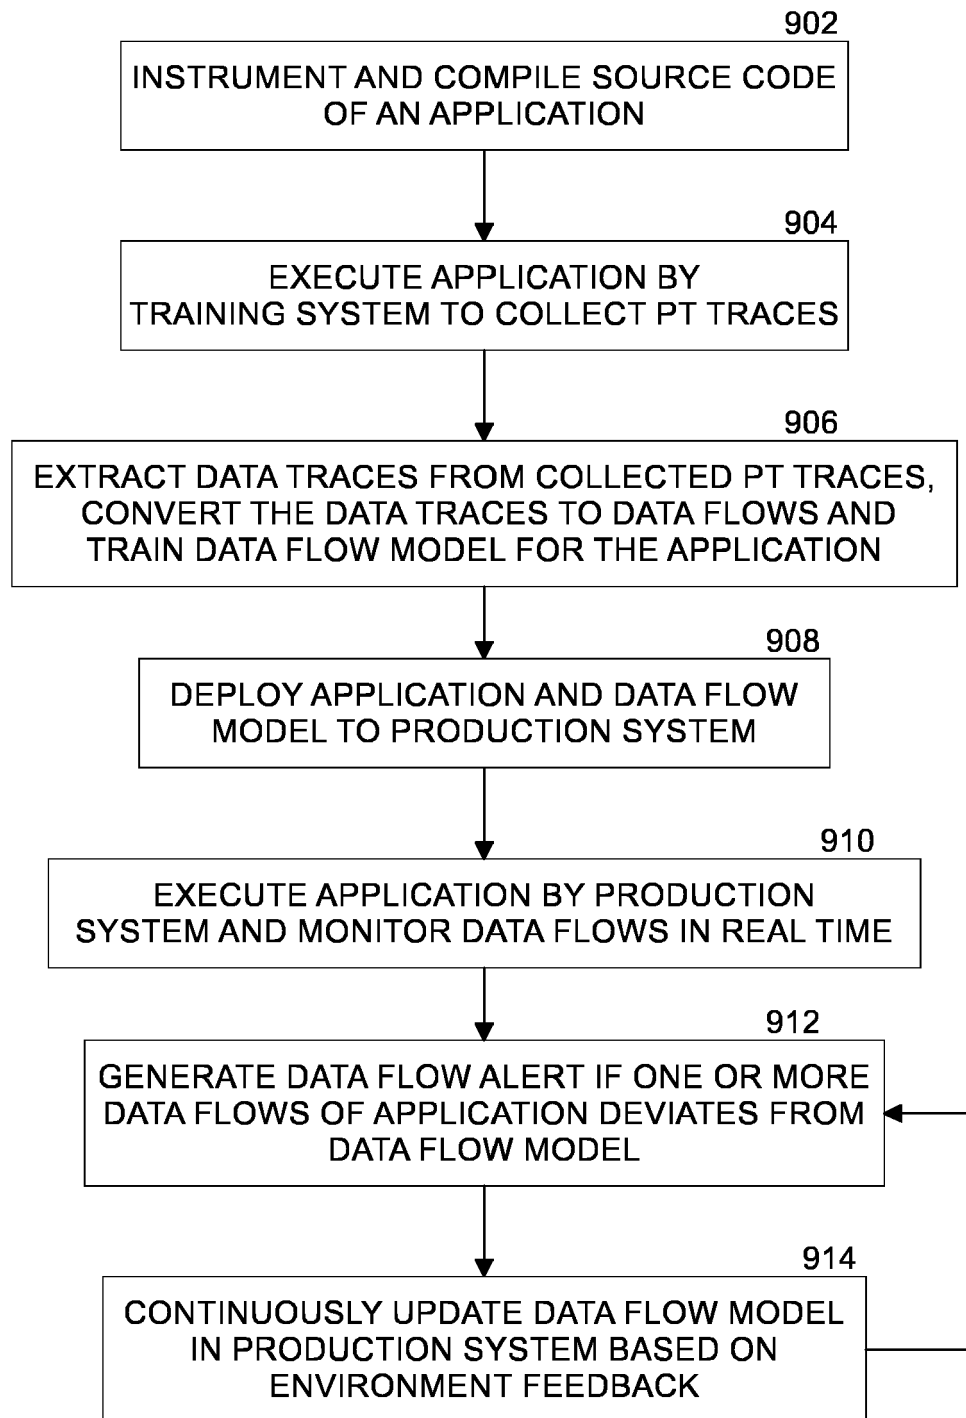 902
INSTRUMENT AND COMPILE SOURCE CODE
OF AN APPLICATION
904
EXECUTE APPLICATION BY
TRAINING SYSTEM TO COLLECT PT TRACES
906
EXTRACT DATA TRACES FROM COLLECTED PT TRACES,
CONVERT THE DATA TRACES TO DATA FLOWS AND
TRAIN DATA FLOW MODEL FOR THE APPLICATION
908
DEPLOY APPLICATION AND DATA FLOW
MODEL TO PRODUCTION SYSTEM
910
EXECUTE APPLICATION BY PRODUCTION
SYSTEM AND MONITOR DATA FLOWS IN REAL TIME
912
GENERATE DATA FLOW ALERT IF ONE OR MORE
DATA FLOWS OF APPLICATION DEVIATES FROM
DATA FLOW MODEL
914
CONTINUOUSLY UPDATE DATA FLOW MODEL
IN PRODUCTION SYSTEM BASED ON
ENVIRONMENT FEEDBACK